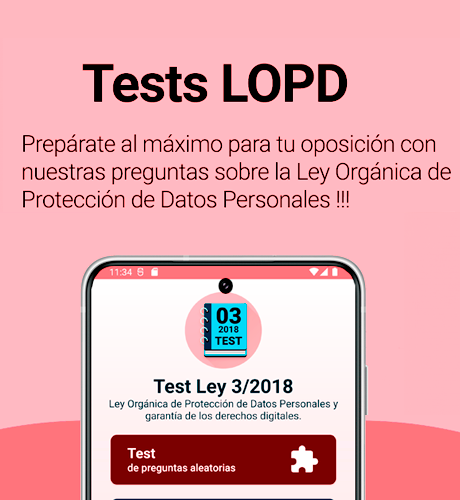 Tests LOPD
Prepárate al máximo para tu oposición con
nuestras preguntas sobre la Ley Orgánica de
Protección de Datos Personales !!!
11:34
03
2018
TEST
Test Ley 3/2018
Ley Orgánica de Protección de Datos Personales y
garantía de los derechos digitales.
Test
de preguntas aleatorias